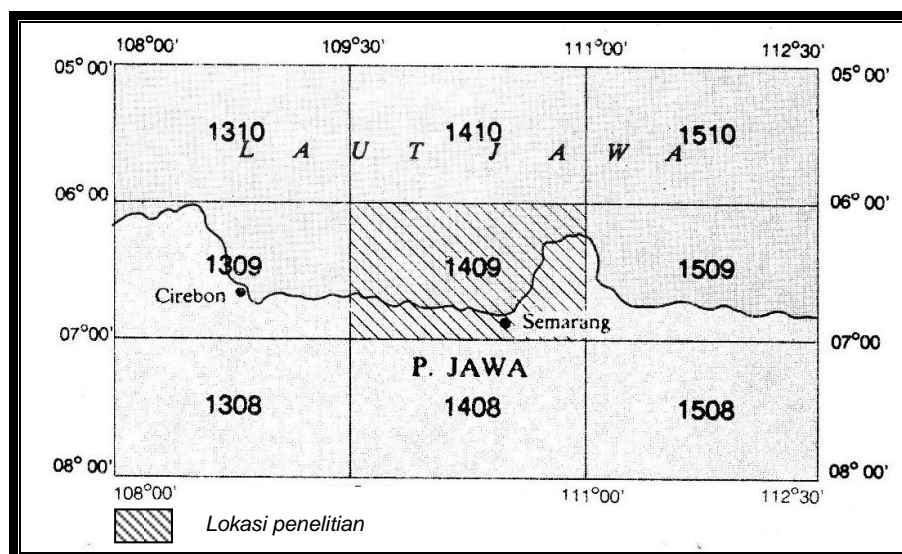 108°00' 109°30' 111°00' 112°30'
05°00' 05°00'
1310 1410 1510
L A U T J A W A
06°00 06°00'
1309 1409 1509
Cirebon Semarang
07°00' 07°00'
P. JAWA
1308 1408 1508
08°00' 08°00'
108°00' 111°00' 112°30'
Lokasi penelitian